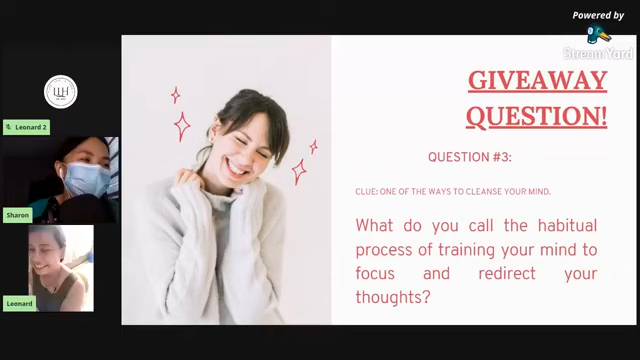 Powered by
StreamYard
GIVEAWAY
QUESTION!
QUESTION #3:
CLUE: ONE OF THE WAYS TO CLEANSE YOUR MIND.
What do you call the habitual
process of training your mind to
focus and redirect your
thoughts?
Leonard 2
Sharon
Leonard